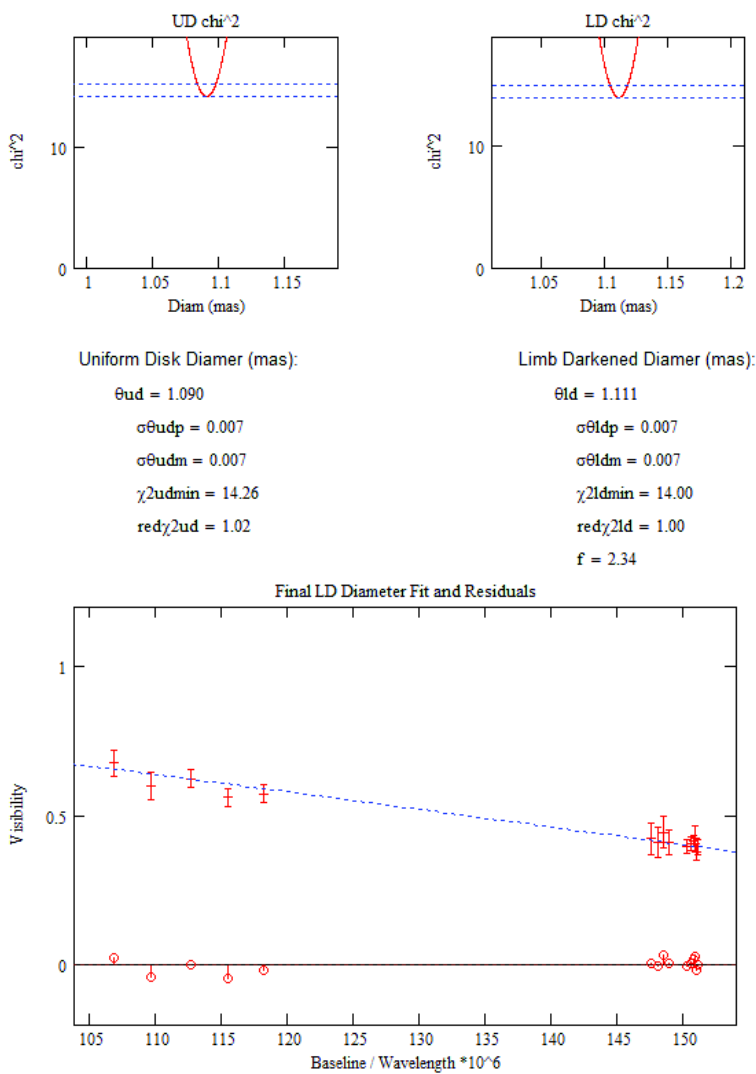 UD chi^2
chi^2
10
0
1 1.05 1.1 1.15
Diam (mas)
LD chi^2
chi^2
10
0
1.05 1.1 1.15 1.2
Diam (mas)
Uniform Disk Diamer (mas):
θud = 1.090
σθudp = 0.007
σθudm = 0.007
χ2udmin = 14.26
redχ2ud = 1.02
Limb Darkened Diamer (mas):
θld = 1.111
σθldp = 0.007
σθldm = 0.007
χ2ldmin = 14.00
redχ2ld = 1.00
f = 2.34
Final LD Diameter Fit and Residuals
Visibility
1
0.5
0
105 110 115 120 125 130 135 140 145 150
Baseline / Wavelength *10^6